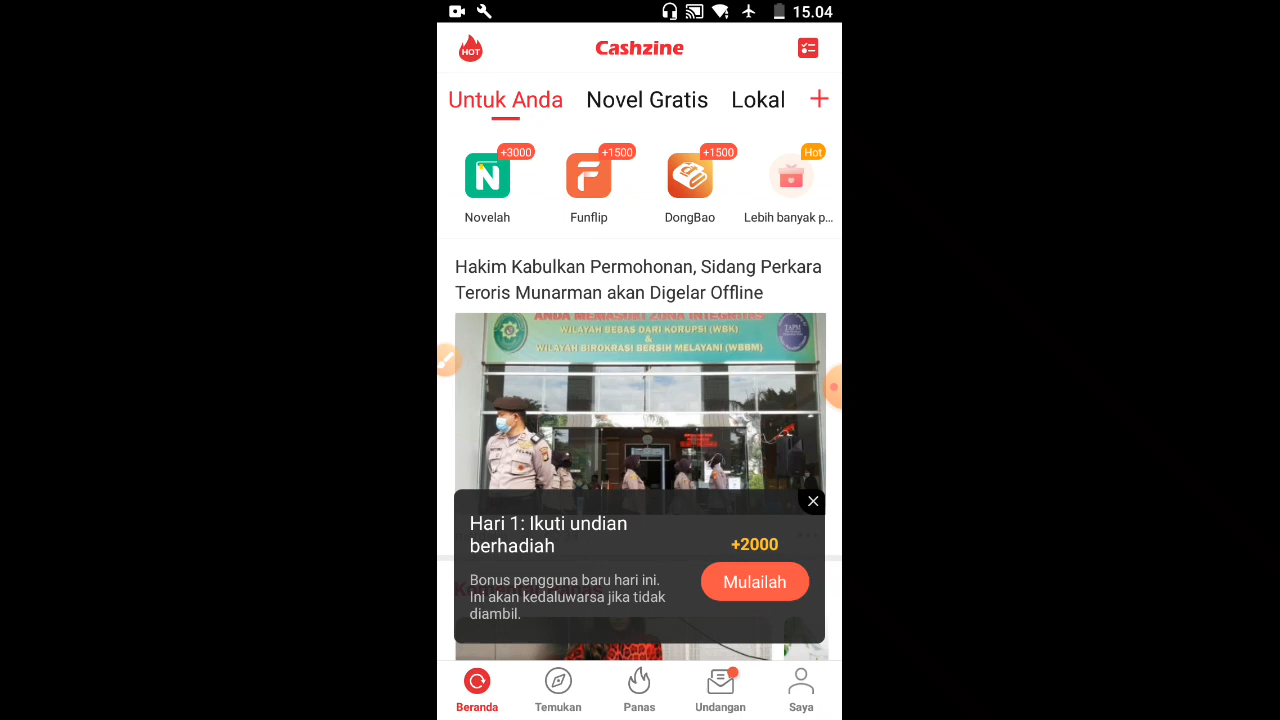 15.04
HOT
Cashzine
Untuk Anda
Novel Gratis
Lokal
+3000
+1500
+1500
Hot
Novelah
Funflip
DongBao
Lebih banyak p...
Hakim Kabulkan Permohonan, Sidang Perkara
Teroris Munarman akan Digelar Offline
ANDA MEMASUKI ZONA INTEGRITAS
WILAYAH BEBAS DARI KORUPSI (WBK)
&
WILAYAH BIROKRASI BERSIH MELAYANI (WBBM)
Hari 1: Ikuti undian
berhadiah
+2000
Bonus pengguna baru hari ini.
Ini akan kedaluwarsa jika tidak
diambil.
Mulailah
Beranda
Temukan
Panas
Undangan
Saya